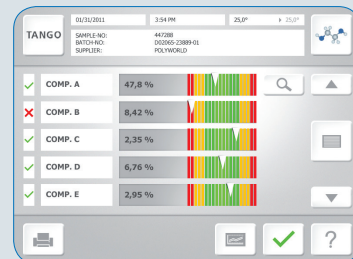 TANGO
01/31/2011 3:54 PM 25,0° 25,0°
SAMPLE-NO: 447288
BATCH-NO: D02065-Z3889-01
SUPPLIER: POLYWORLD
COMP. A 47,8 %
COMP. B 8,42 %
COMP. C 2,35 %
COMP. D 6,76 %
COMP. E 2,95 %
?